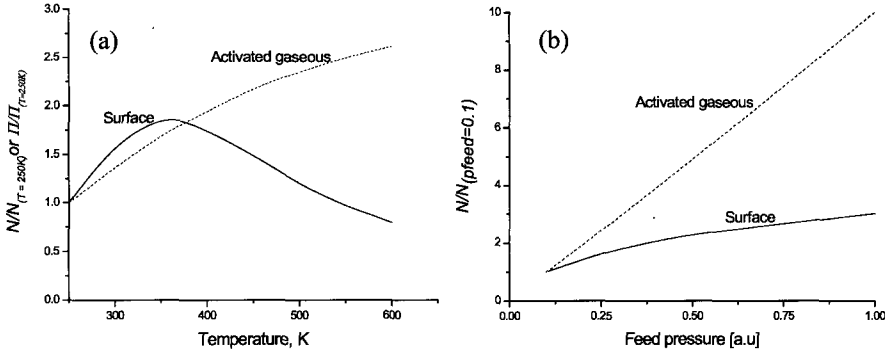 (a)
3.0
2.5
2.0
1.5
1.0
0.5
0.0
N/N(T = 250K) or Π/Π(T=250K)
Activated gaseous
Surface
300
400
500
600
Temperature, K
(b)
10
8
6
4
2
0
N/N(pfeed=0.1)
Activated gaseous
Surface
0.00
0.25
0.50
0.75
1.00
Feed pressure [a.u]